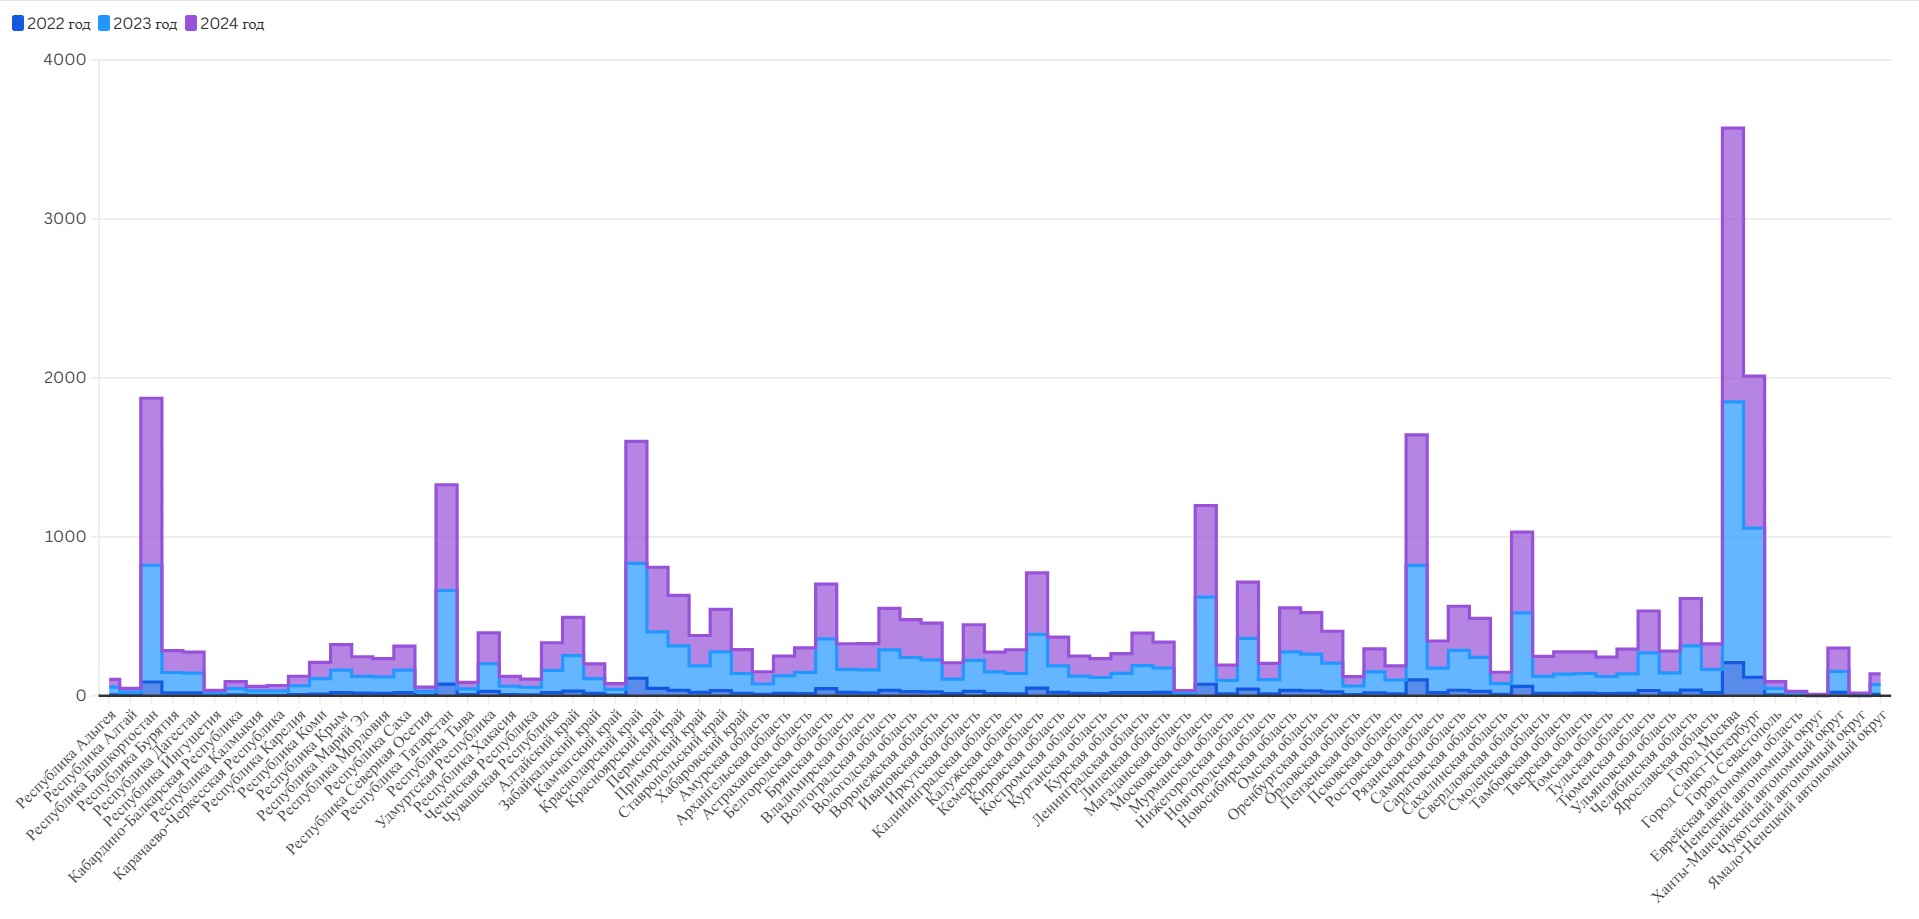 2022 год 2023 год 2024 год
4000
3000
2000
1000
0
Республика Адыгея
Республика Алтай
Республика Башкортостан
Республика Бурятия
Республика Дагестан
Республика Ингушетия
Кабардино-Балкарская Республика
Республика Калмыкия
Карачаево-Черкесская Республика
Республика Карелия
Республика Коми
Республика Крым
Республика Марий Эл
Республика Мордовия
Республика Саха
Республика Северная Осетия
Республика Татарстан
Республика Тыва
Удмуртская Республика
Республика Хакасия
Чеченская Республика
Чувашская Республика
Алтайский край
Забайкальский край
Камчатский край
Краснодарский край
Красноярский край
Пермский край
Приморский край
Ставропольский край
Хабаровский край
Амурская область
Архангельская область
Астраханская область
Белгородская область
Брянская область
Владимирская область
Волгоградская область
Вологодская область
Воронежская область
Ивановская область
Иркутская область
Калининградская область
Калужская область
Кемеровская область
Кировская область
Костромская область
Курганская область
Курская область
Ленинградская область
Липецкая область
Магаданская область
Московская область
Мурманская область
Нижегородская область
Новгородская область
Новосибирская область
Омская область
Оренбургская область
Орловская область
Пензенская область
Псковская область
Ростовская область
Рязанская область
Самарская область
Саратовская область
Сахалинская область
Свердловская область
Смоленская область
Тамбовская область
Тверская область
Томская область
Тульская область
Тюменская область
Ульяновская область
Челябинская область
Ярославская область
Город Москва
Город Санкт-Петербург
Город Севастополь
Еврейская автономная область
Ненецкий автономный округ
Ханты-Мансийский автономный округ
Чукотский автономный округ
Ямало-Ненецкий автономный округ